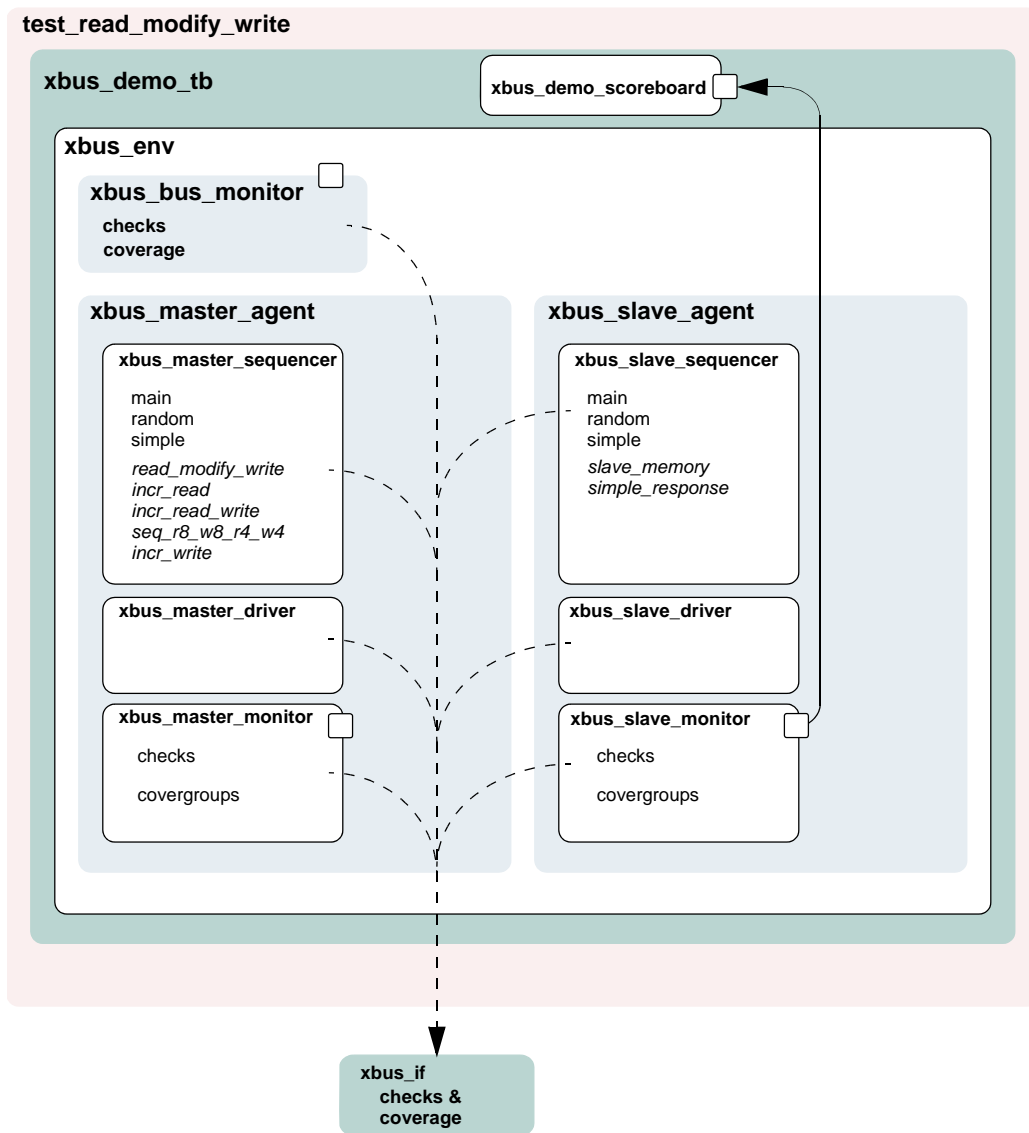 test_read_modify_write
xbus_demo_tb
xbus_demo_scoreboard
xbus_env
xbus_bus_monitor
checks
coverage
xbus_master_agent
xbus_master_sequencer
main
random
simple
read_modify_write
incr_read
incr_read_write
seq_r8_w8_r4_w4
incr_write
xbus_master_driver
xbus_master_monitor
checks
covergroups
xbus_slave_agent
xbus_slave_sequencer
main
random
simple
slave_memory
simple_response
xbus_slave_driver
xbus_slave_monitor
checks
covergroups
xbus_if
checks &
coverage